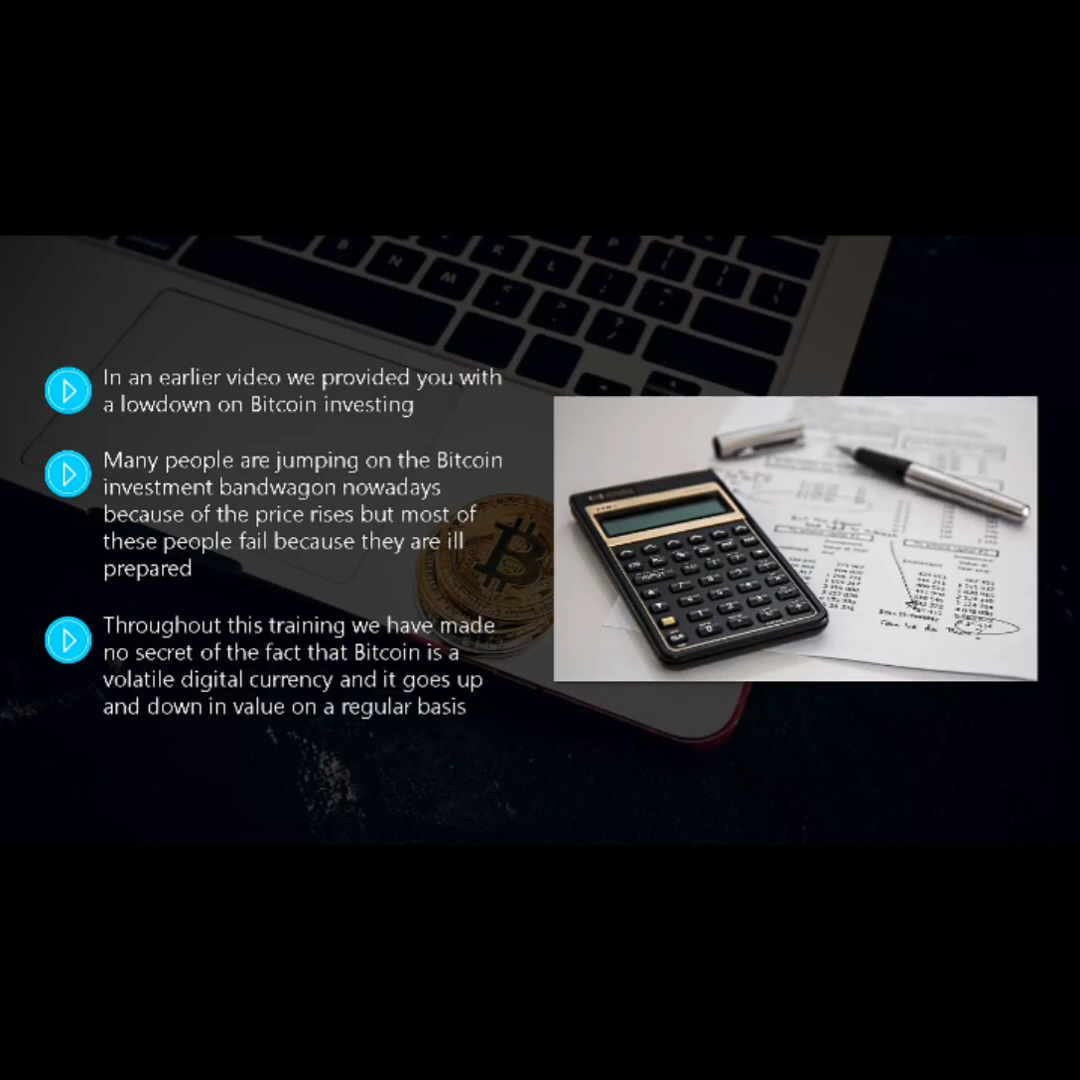 In an earlier video we provided you with
a lowdown on Bitcoin investing
Many people are jumping on the Bitcoin
investment bandwagon nowadays
because of the price rises but most of
these people fail because they are ill
prepared
Throughout this training we have made
no secret of the fact that Bitcoin is a
volatile digital currency and it goes up
and down in value on a regular basis
B N M K L P